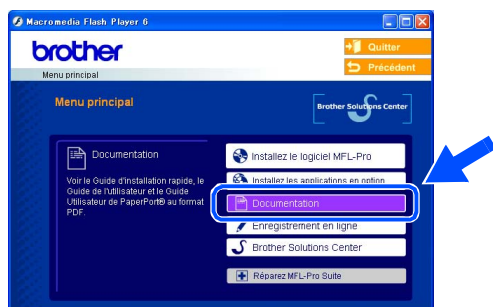 Macromedia Flash Player 6
brother
Quitter
Précédent
Menu principal
Menu principal
Brother Solutions Center
Documentation
Voir le Guide d'installation rapide, le
Guide de l'utilisateur et le Guide
Utilisateur de PaperPort® au format
PDF.
Installez le logiciel MFL-Pro
Installez les applications en option
Documentation
Enregistrement en ligne
Brother Solutions Center
Réparez MFL-Pro Suite